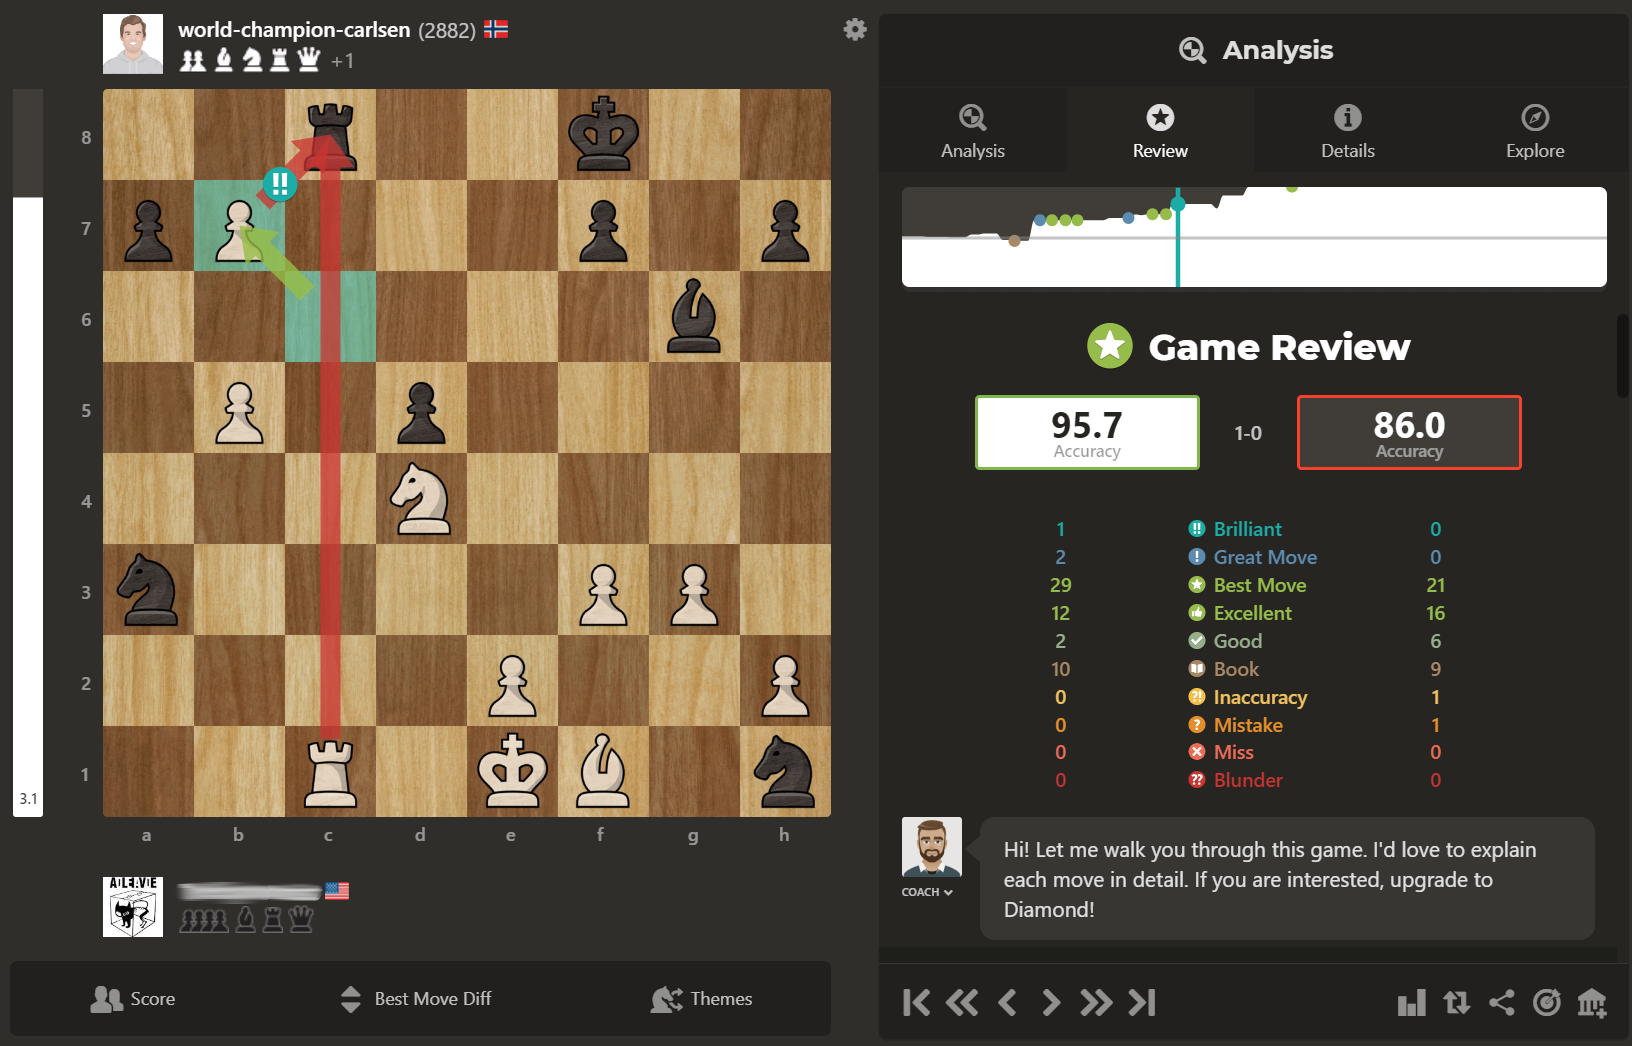 world-champion-carlsen (2882)
+1
8
7
6
5
4
3
2
1
3.1
a b c d e f g h
Score
Best Move Diff
Themes
Analysis
Analysis
Review
Details
Explore
Game Review
95.7
Accuracy
1-0
86.0
Accuracy
1 !! Brilliant 0
2 ! Great Move 0
29 Best Move 21
12 Excellent 16
2 Good 6
10 Book 9
0 ?! Inaccuracy 1
0 ? Mistake 1
0 Miss 0
0 ?? Blunder 0
COACH
Hi! Let me walk you through this game. I'd love to explain
each move in detail. If you are interested, upgrade to
Diamond!